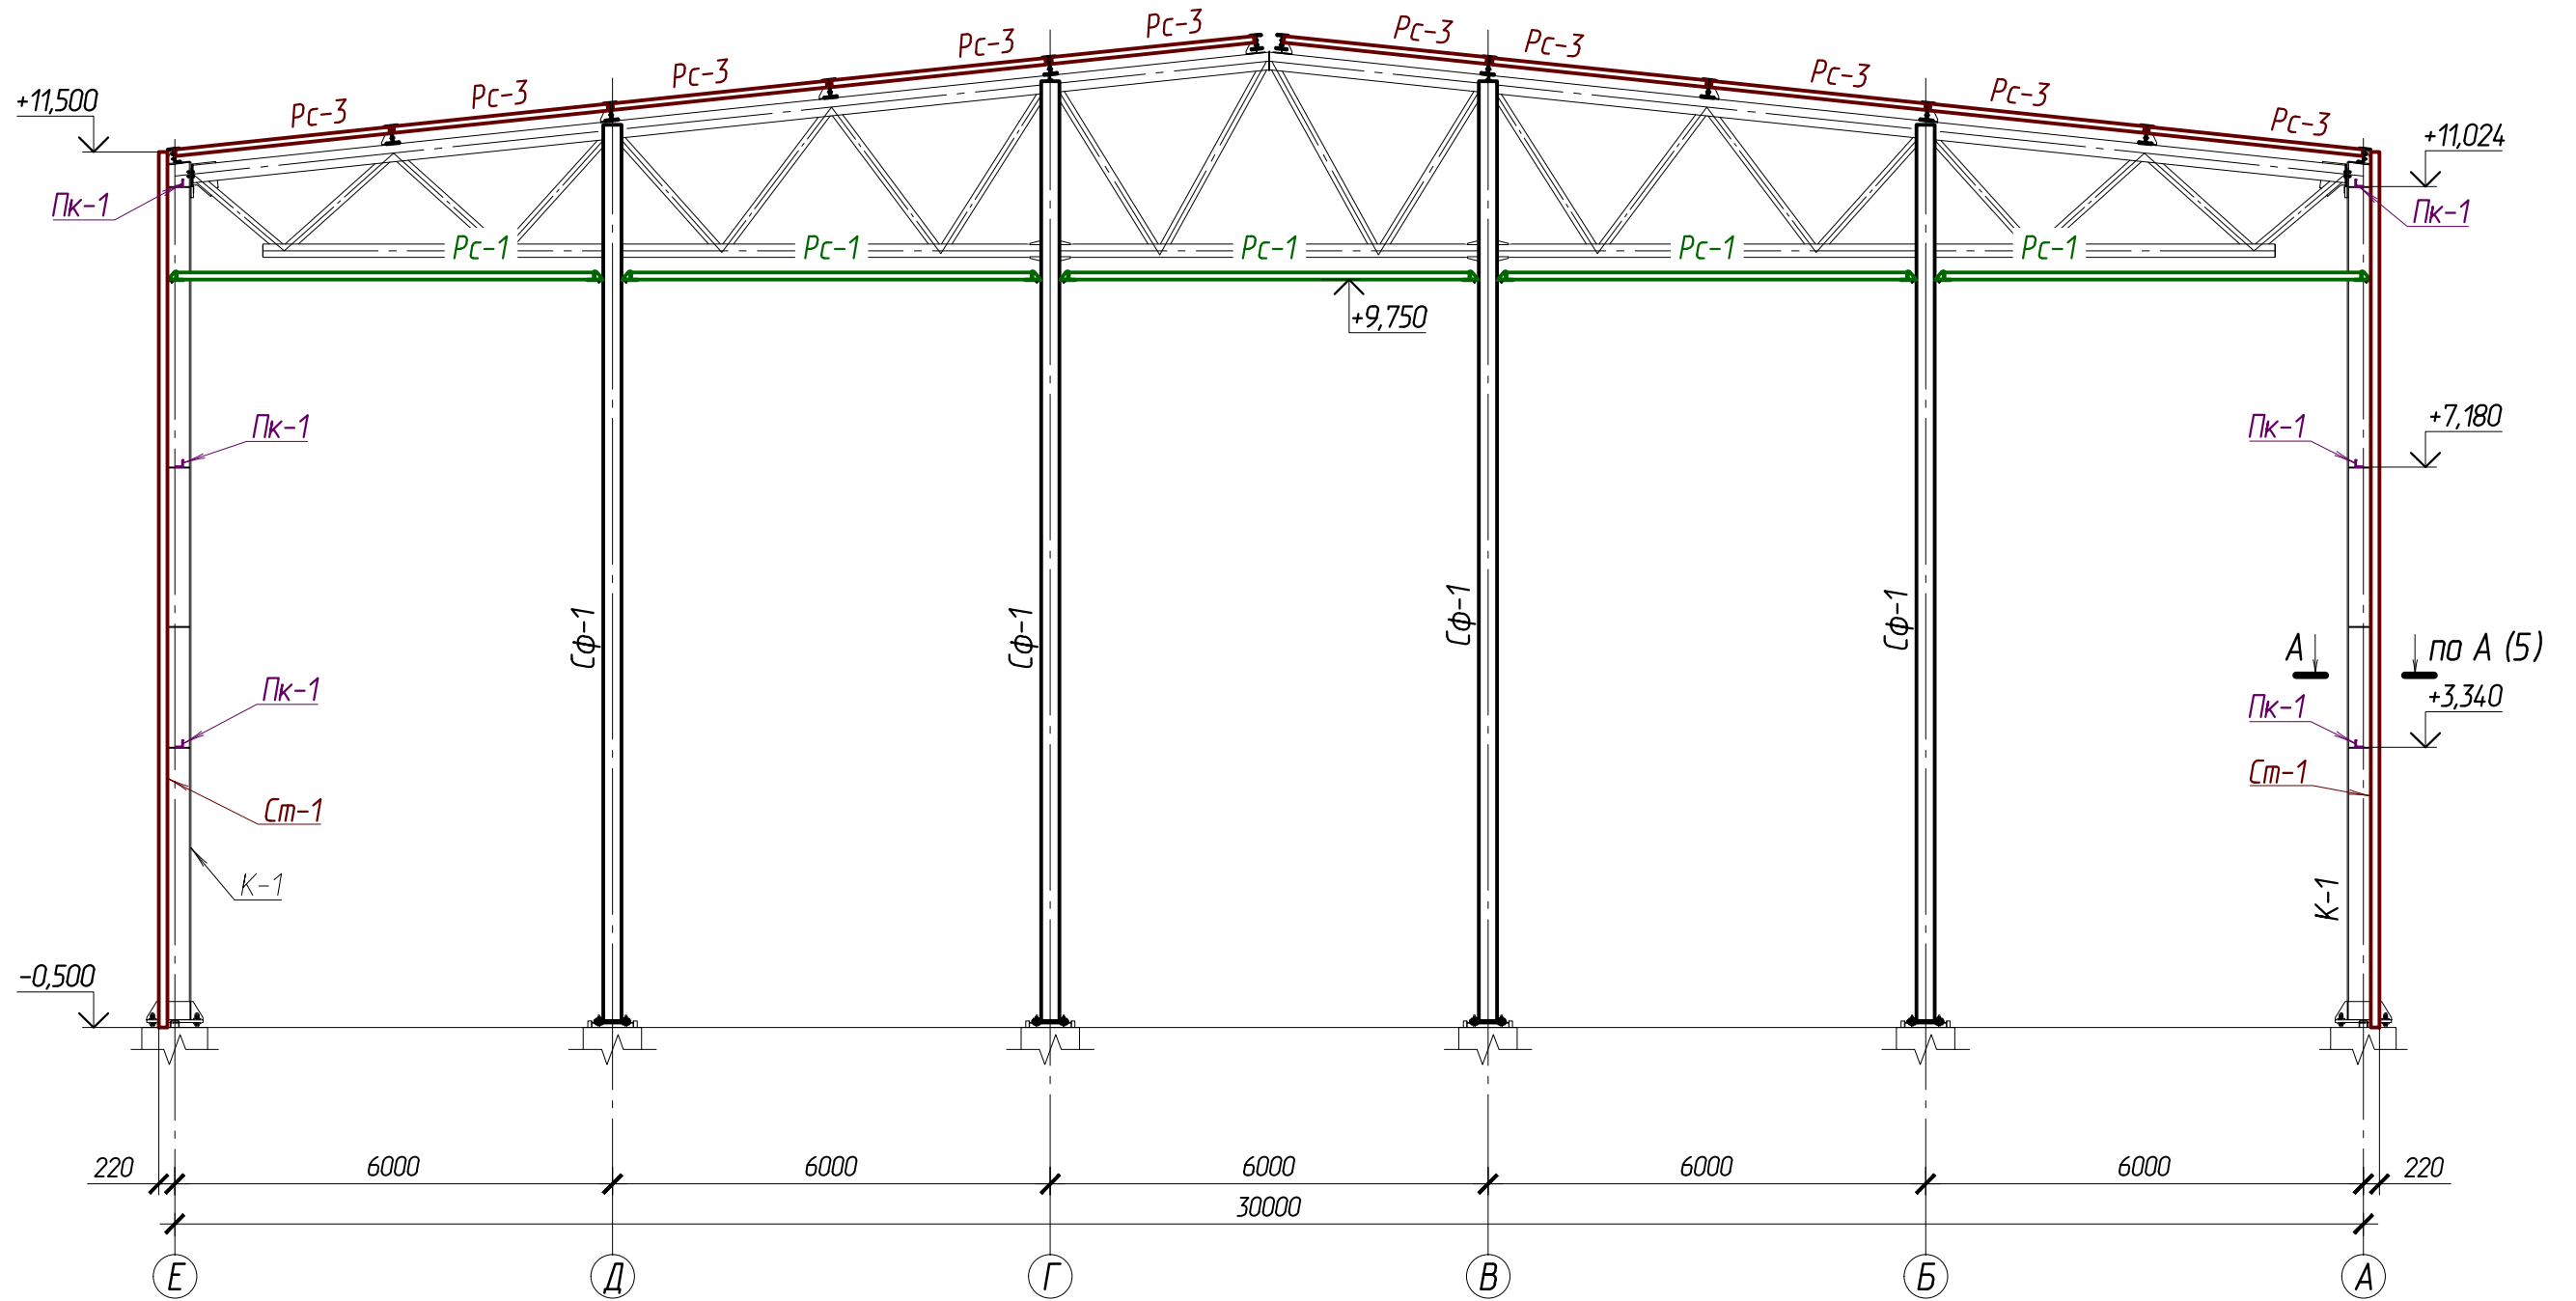 Рс-3
Рс-3
Рс-3
Рс-3
Рс-3
Рс-3
Рс-3
Рс-3
Рс-3
Рс-3
+11,500
+11,024
Пк-1
Пк-1
Рс-1
Рс-1
Рс-1
Рс-1
Рс-1
+9,750
Пк-1
Пк-1
+7,180
Сф-1
Сф-1
Сф-1
Сф-1
А
по А (5)
Пк-1
Пк-1
+3,340
Ст-1
Ст-1
К-1
К-1
-0,500
220
6000
6000
6000
6000
6000
220
30000
Е
Д
Г
В
Б
А